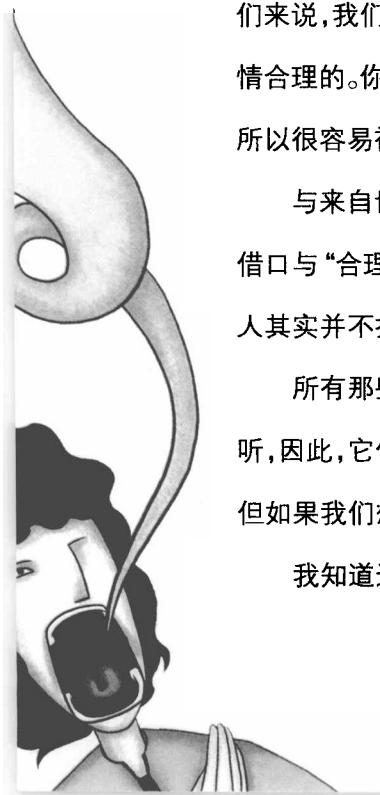 们来说，我们
情合理的。你
所以很容易
与来自
借口与“合理
人其实并不
所有那些
听，因此，它
但如果我们
我知道